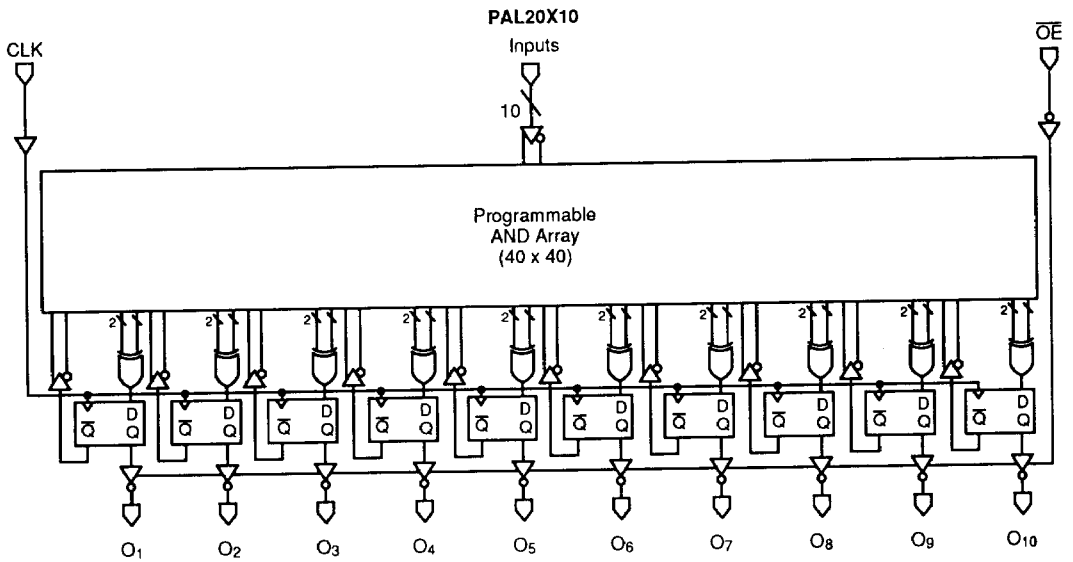 PAL20X10
Inputs
CLK
O̅E̅
10
Programmable
AND Array
(40 x 40)
2 2 2 2 2 2 2 2 2 2
D D D D D D D D D D
Q̅ Q Q̅ Q Q̅ Q Q̅ Q Q̅ Q Q̅ Q Q̅ Q Q̅ Q Q̅ Q Q̅ Q
O1 O2 O3 O4 O5 O6 O7 O8 O9 O10